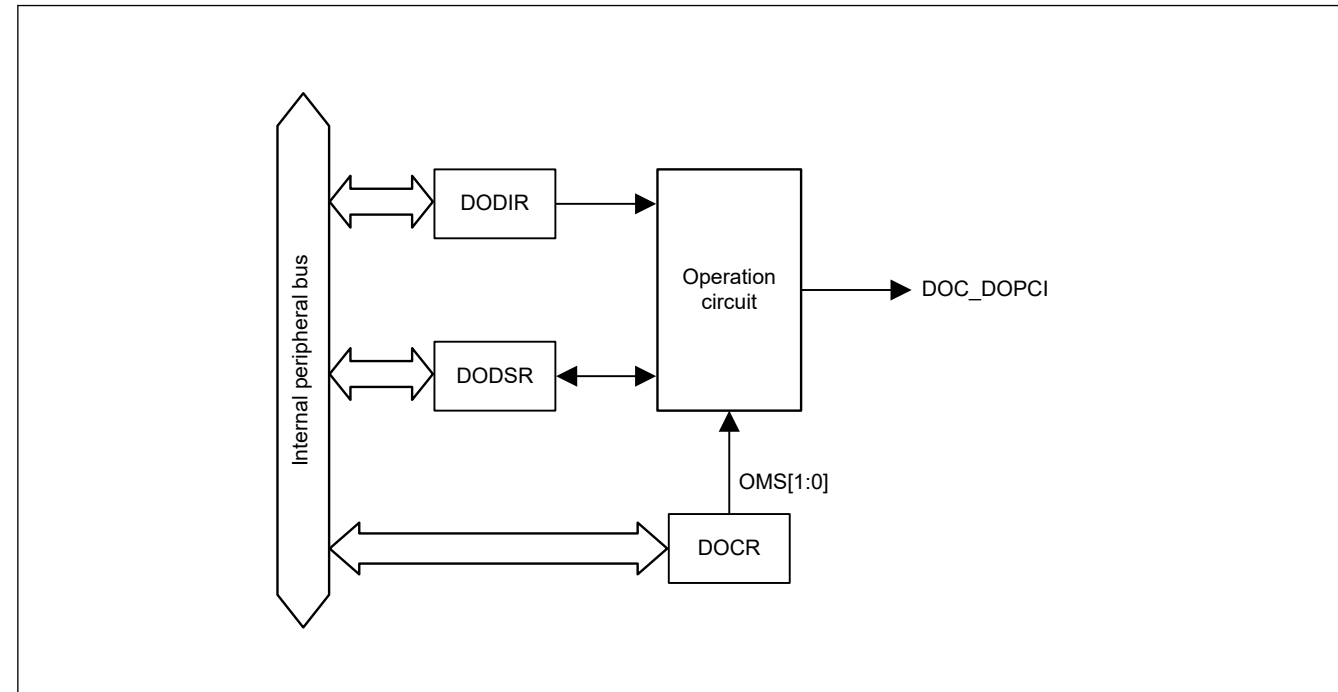 Internal peripheral bus
DODIR
Operation
circuit
DOC_DOPCI
DODSR
OMS[1:0]
DOCR